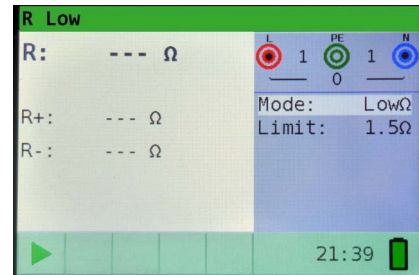 R Low
R: --- Ω
L PE N
1 1
0
R+: --- Ω
R-: --- Ω
Mode: LowΩ
Limit: 1.5Ω
21:39